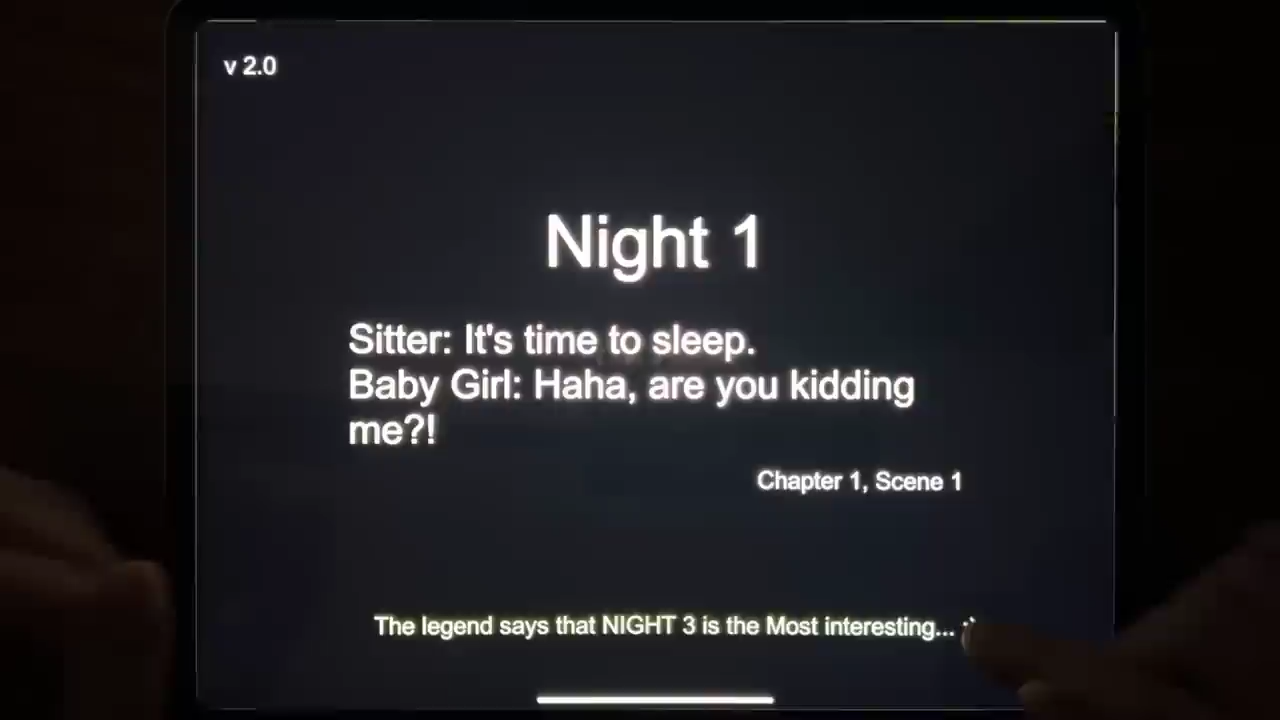 v 2.0
Night 1
Sitter: It's time to sleep.
Baby Girl: Haha, are you kidding
me?!
Chapter 1, Scene 1
The legend says that NIGHT 3 is the Most interesting...